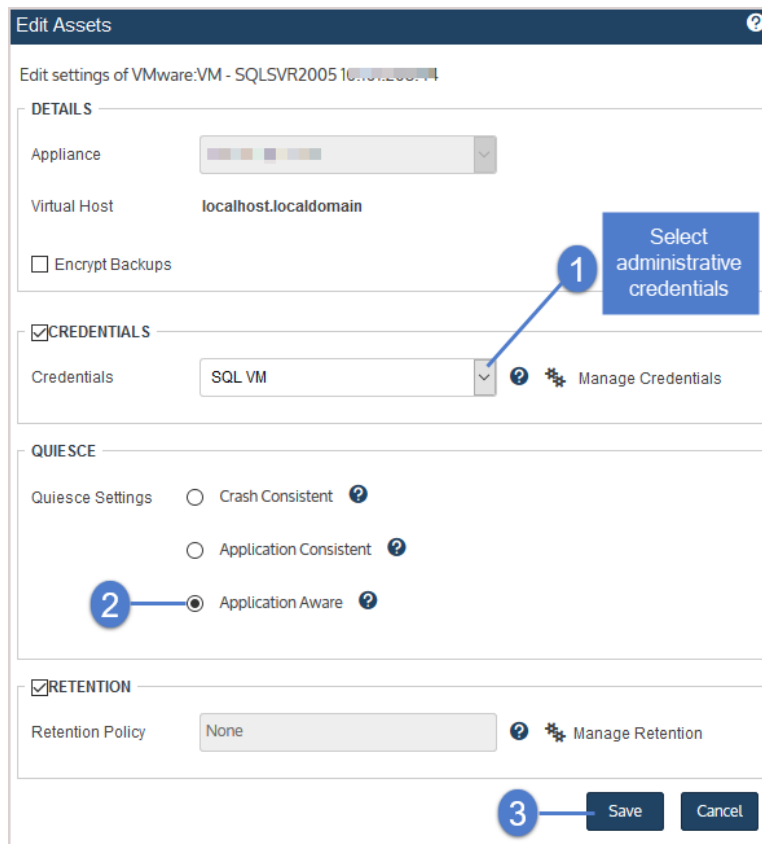 Edit Assets
Edit settings of VMware:VM - SQLSVR2005
DETAILS
Appliance
Virtual Host localhost.localdomain
Encrypt Backups
Select
administrative
credentials
1
CREDENTIALS
Credentials SQL VM ? Manage Credentials
QUIESCE
Quiesce Settings Crash Consistent ?
Application Consistent ?
2 Application Aware ?
RETENTION
Retention Policy None ? Manage Retention
3 Save Cancel